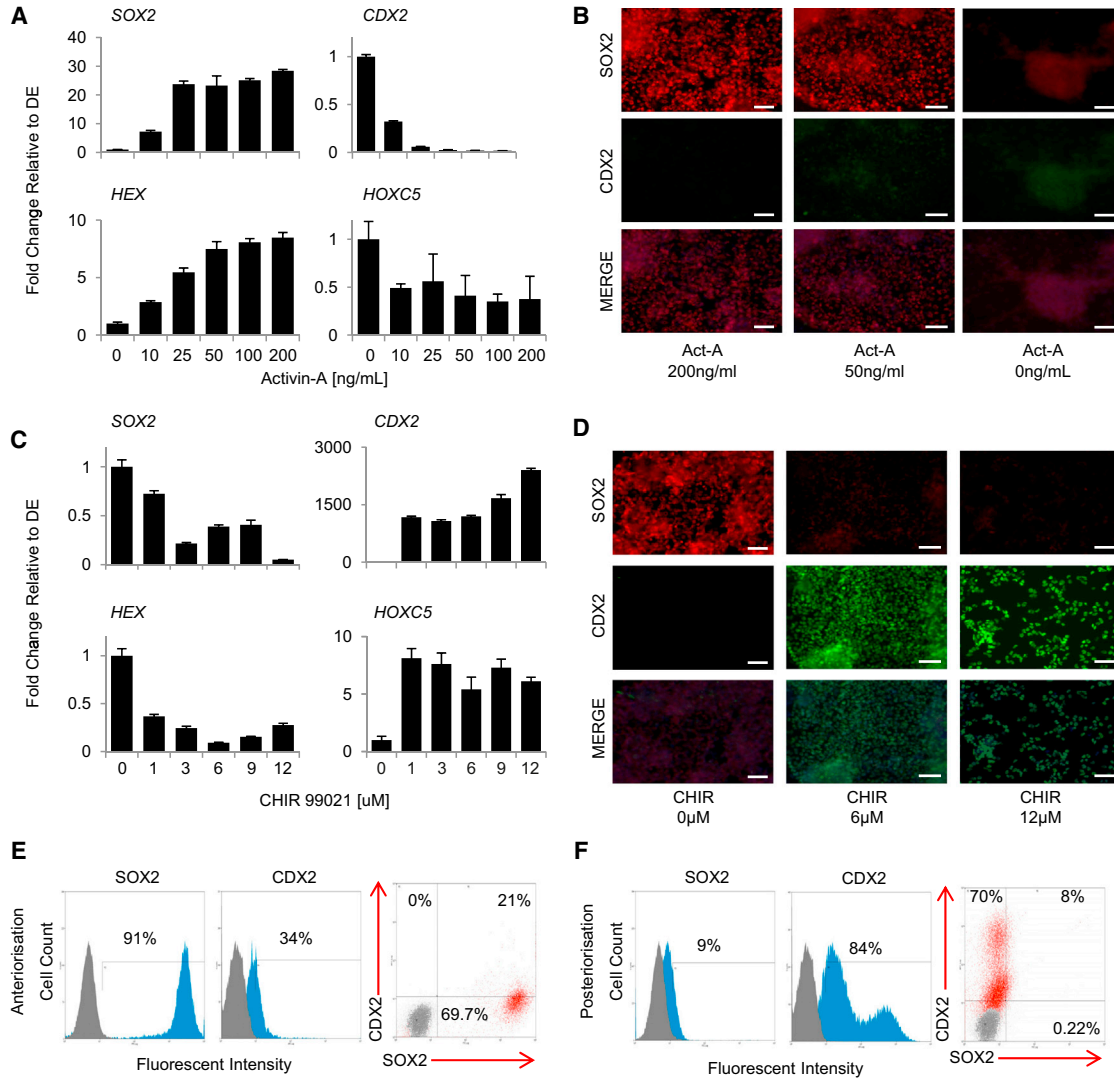 A
SOX2
CDX2
40
30
20
10
0
1
0.5
0
HEX
HOXC5
10
5
0
1
0.5
0
Fold Change Relative to DE
0 10 25 50 100 200
0 10 25 50 100 200
Activin-A [ng/mL]
B
SOX2
CDX2
MERGE
Act-A
200ng/ml
Act-A
50ng/ml
Act-A
0ng/mL
C
SOX2
CDX2
1
0.5
0
3000
1500
0
HEX
HOXC5
1
0.5
0
10
5
0
Fold Change Relative to DE
0 1 3 6 9 12
0 1 3 6 9 12
CHIR 99021 [uM]
D
SOX2
CDX2
MERGE
CHIR
0µM
CHIR
6µM
CHIR
12µM
E
Anteriorisation
Cell Count
SOX2
91%
CDX2
34%
Fluorescent Intensity
CDX2
0%
21%
69.7%
SOX2
F
Posteriorisation
Cell Count
SOX2
9%
CDX2
84%
Fluorescent Intensity
CDX2
70%
8%
0.22%
SOX2